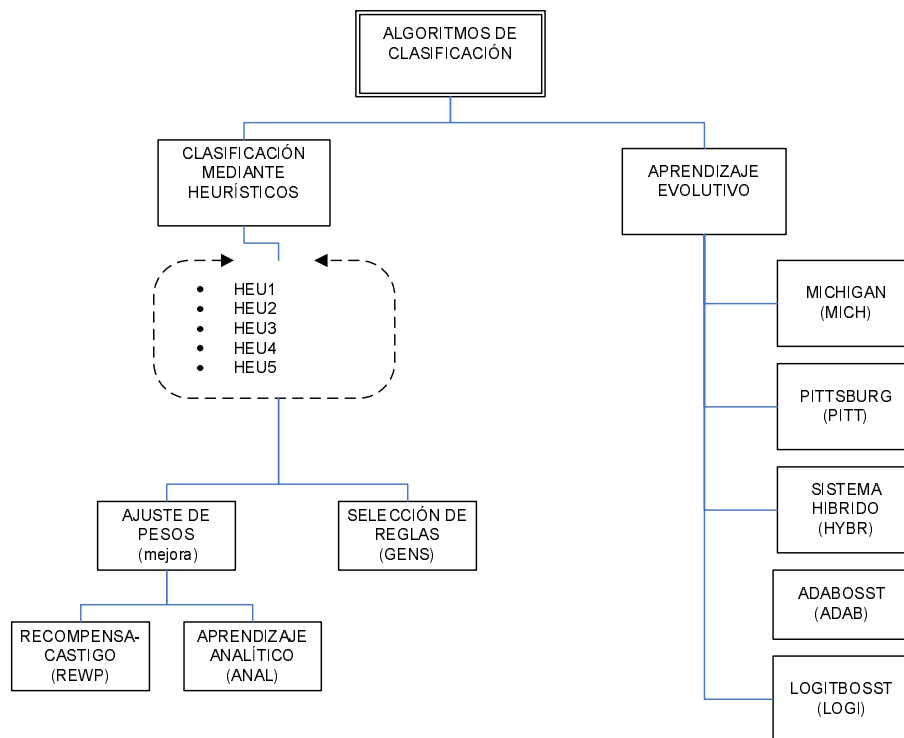 ALGORITMOS DE
CLASIFICACIÓN
CLASIFICACIÓN
MEDIANTE
HEURÍSTICOS
APRENDIZAJE
EVOLUTIVO
• HEU1
• HEU2
• HEU3
• HEU4
• HEU5
MICHIGAN
(MICH)
PITTSBURG
(PITT)
SISTEMA
HIBRIDO
(HYBR)
ADABOSST
(ADAB)
LOGITBOSST
(LOGI)
AJUSTE DE
PESOS
(mejora)
SELECCIÓN DE
REGLAS
(GENS)
RECOMPENSA-
CASTIGO
(REWP)
APRENDIZAJE
ANALÍTICO
(ANAL)